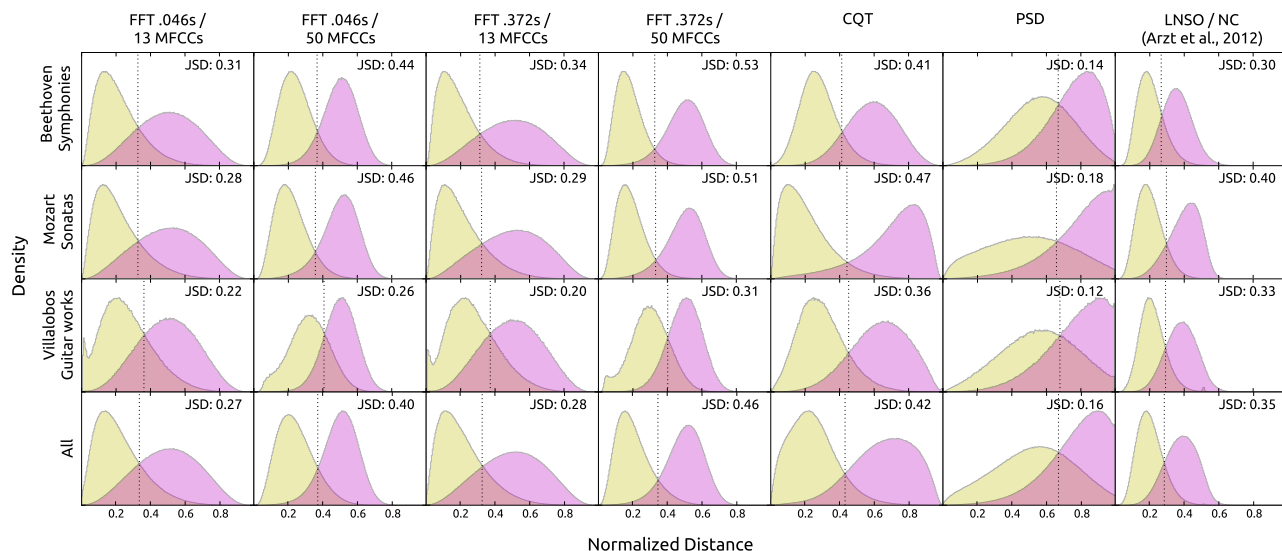 FFT .046s /
13 MFCCs
FFT .046s /
50 MFCCs
FFT .372s /
13 MFCCs
FFT .372s /
50 MFCCs
CQT
PSD
LNSO / NC
(Arzt et al., 2012)
Density
Beethoven
Symphonies
JSD: 0.31
JSD: 0.44
JSD: 0.34
JSD: 0.53
JSD: 0.41
JSD: 0.14
JSD: 0.30
Mozart
Sonatas
JSD: 0.28
JSD: 0.46
JSD: 0.29
JSD: 0.51
JSD: 0.47
JSD: 0.18
JSD: 0.40
Villalobos
Guitar works
JSD: 0.22
JSD: 0.26
JSD: 0.20
JSD: 0.31
JSD: 0.36
JSD: 0.12
JSD: 0.33
All
JSD: 0.27
JSD: 0.40
JSD: 0.28
JSD: 0.46
JSD: 0.42
JSD: 0.16
JSD: 0.35
0.2 0.4 0.6 0.8
0.2 0.4 0.6 0.8
0.2 0.4 0.6 0.8
0.2 0.4 0.6 0.8
0.2 0.4 0.6 0.8
0.2 0.4 0.6 0.8
0.2 0.4 0.6 0.8
Normalized Distance